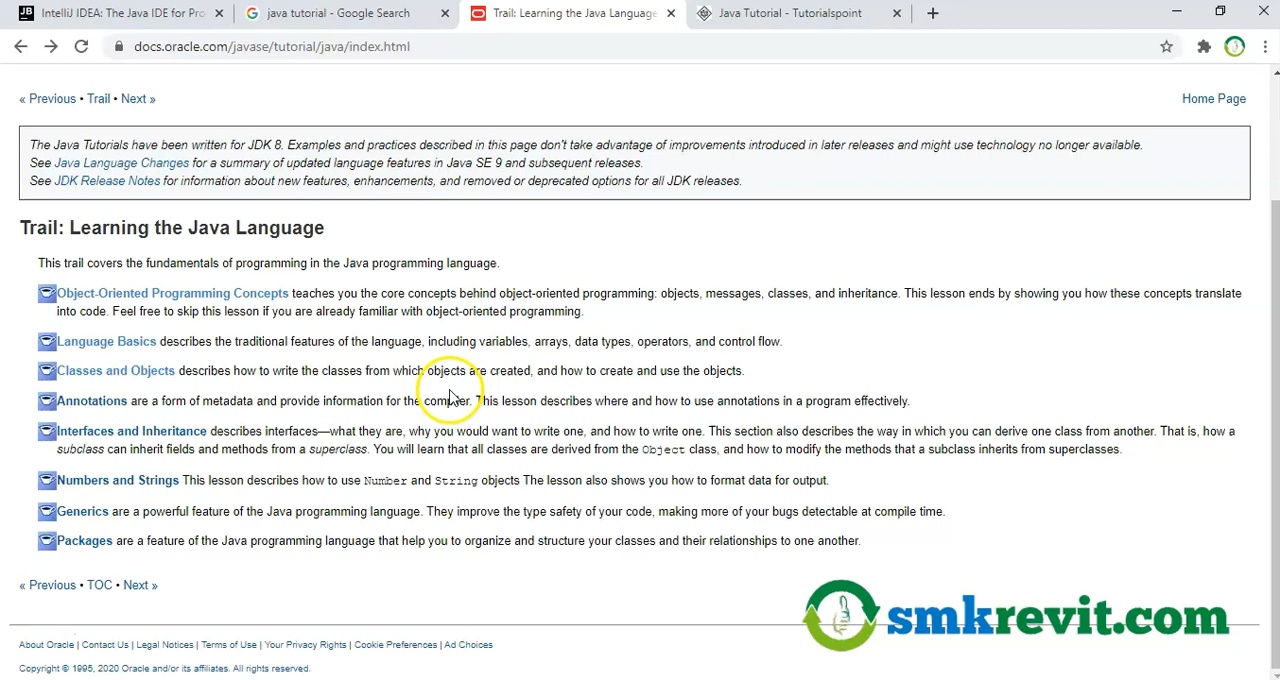 IntelliJ IDEA: The Java IDE for Pro
java tutorial - Google Search
Trail: Learning the Java Language
Java Tutorial - Tutorialspoint
docs.oracle.com/javase/tutorial/java/index.html
« Previous • Trail • Next »
Home Page
The Java Tutorials have been written for JDK 8. Examples and practices described in this page don't take advantage of improvements introduced in later releases and might use technology no longer available.
See Java Language Changes for a summary of updated language features in Java SE 9 and subsequent releases.
See JDK Release Notes for information about new features, enhancements, and removed or deprecated options for all JDK releases.
Trail: Learning the Java Language
This trail covers the fundamentals of programming in the Java programming language.
Object-Oriented Programming Concepts teaches you the core concepts behind object-oriented programming: objects, messages, classes, and inheritance. This lesson ends by showing you how these concepts translate
into code. Feel free to skip this lesson if you are already familiar with object-oriented programming.
Language Basics describes the traditional features of the language, including variables, arrays, data types, operators, and control flow.
Classes and Objects describes how to write the classes from which objects are created, and how to create and use the objects.
Annotations are a form of metadata and provide information for the compiler. This lesson describes where and how to use annotations in a program effectively.
Interfaces and Inheritance describes interfaces—what they are, why you would want to write one, and how to write one. This section also describes the way in which you can derive one class from another. That is, how a
subclass can inherit fields and methods from a superclass. You will learn that all classes are derived from the Object class, and how to modify the methods that a subclass inherits from superclasses.
Numbers and Strings This lesson describes how to use Number and String objects The lesson also shows you how to format data for output.
Generics are a powerful feature of the Java programming language. They improve the type safety of your code, making more of your bugs detectable at compile time.
Packages are a feature of the Java programming language that help you to organize and structure your classes and their relationships to one another.
« Previous • TOC • Next »
smkrevit.com
About Oracle | Contact Us | Legal Notices | Terms of Use | Your Privacy Rights | Cookie Preferences | Ad Choices
Copyright © 1995, 2020 Oracle and/or its affiliates. All rights reserved.